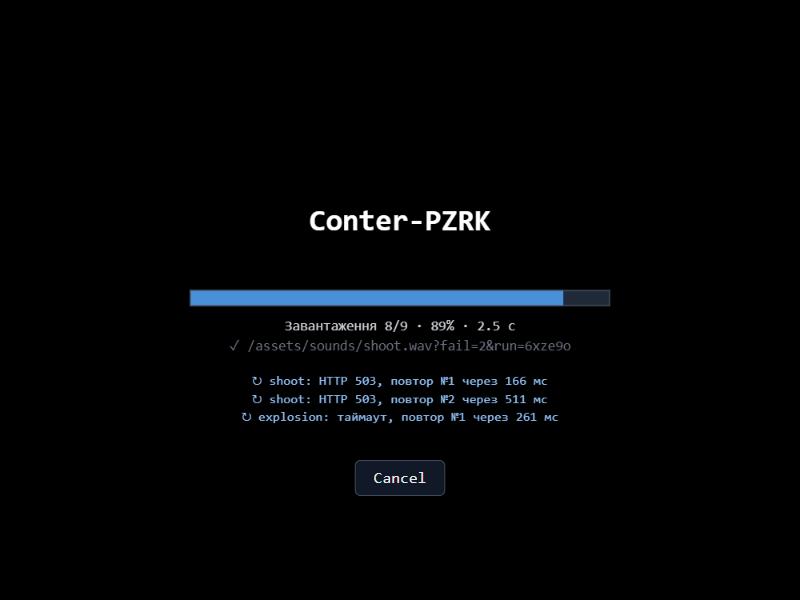 Conter-PZRK
Завантаження 8/9 · 89% · 2.5 с
✓ /assets/sounds/shoot.wav?fail=2&run=6xze9o
↻ shoot: HTTP 503, повтор №1 через 166 мс
↻ shoot: HTTP 503, повтор №2 через 511 мс
↻ explosion: таймаут, повтор №1 через 261 мс
Cancel